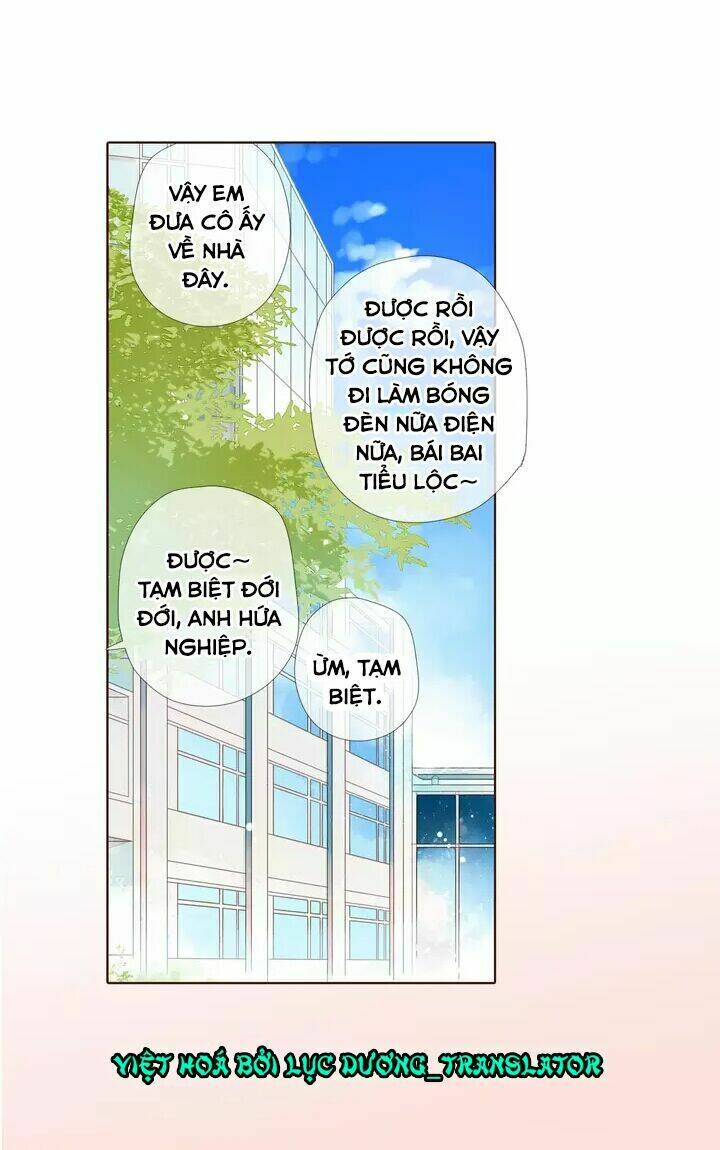 VẬY EM
ĐƯA CÔ ẤY
VỀ NHÀ
ĐÂY.
ĐƯỢC RỒI
ĐƯỢC RỒI, VẬY
TỚ CŨNG KHÔNG
ĐI LÀM BÓNG
ĐÈN NỮA ĐIỆN
NỮA, BÁI BAI
TIỂU LỘC~
ĐƯỢC~
TẠM BIỆT ĐỚI
ĐỚI, ANH HỨA
NGHIỆP.
ỪM, TẠM
BIỆT.
VIỆT HOÁ BỞI LỤC DƯƠNG_TRANSLATOR